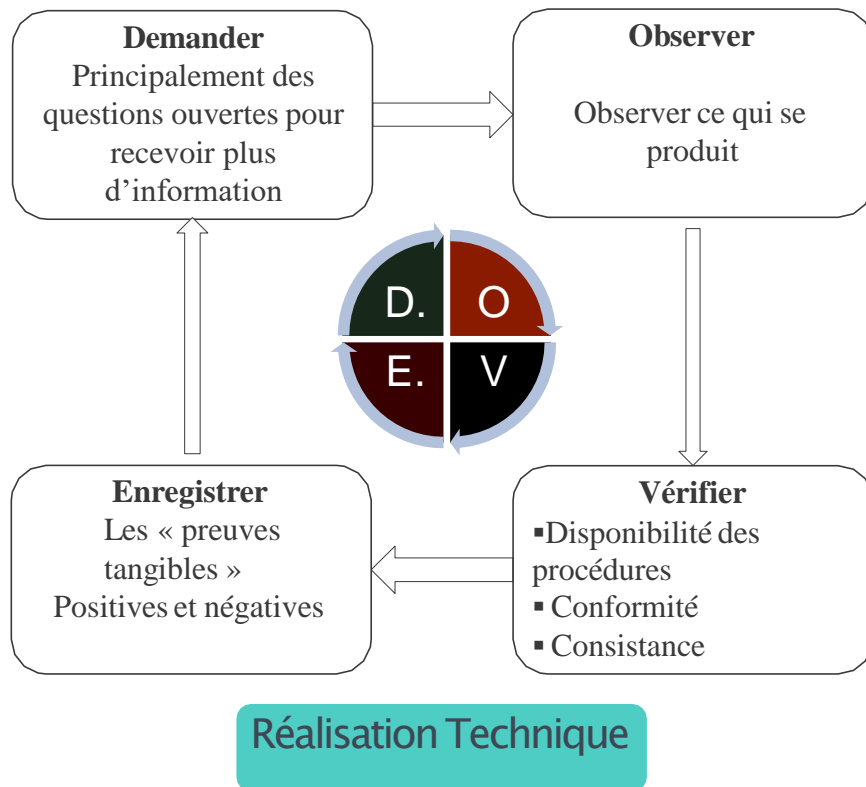 Demander
Principalement des
questions ouvertes pour
recevoir plus
d’information
Observer
Observer ce qui se
produit
D.
O
E.
V
Enregistrer
Les « preuves
tangibles »
Positives et négatives
Vérifier
▪Disponibilité des
procédures
▪ Conformité
▪ Consistance
Réalisation Technique